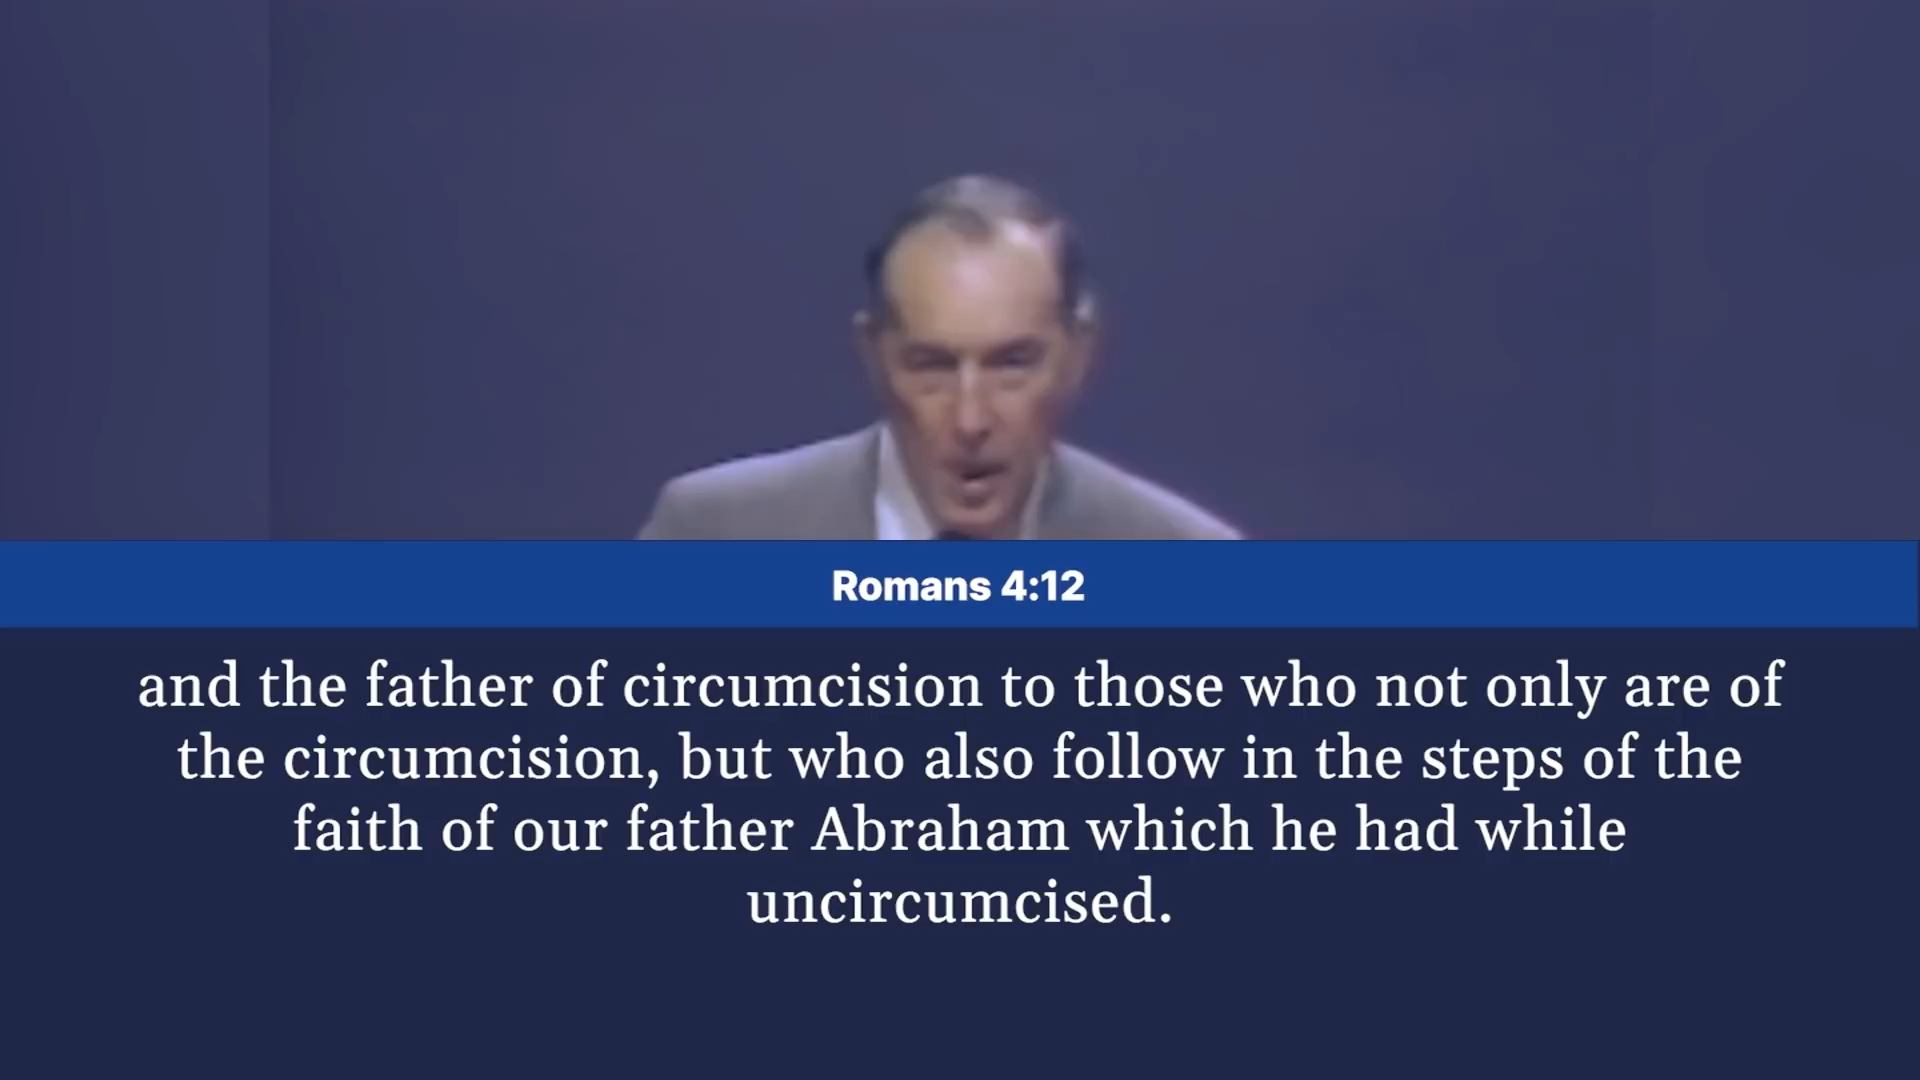 Romans 4:12
and the father of circumcision to those who not only are of
the circumcision, but who also follow in the steps of the
faith of our father Abraham which he had while
uncircumcised.